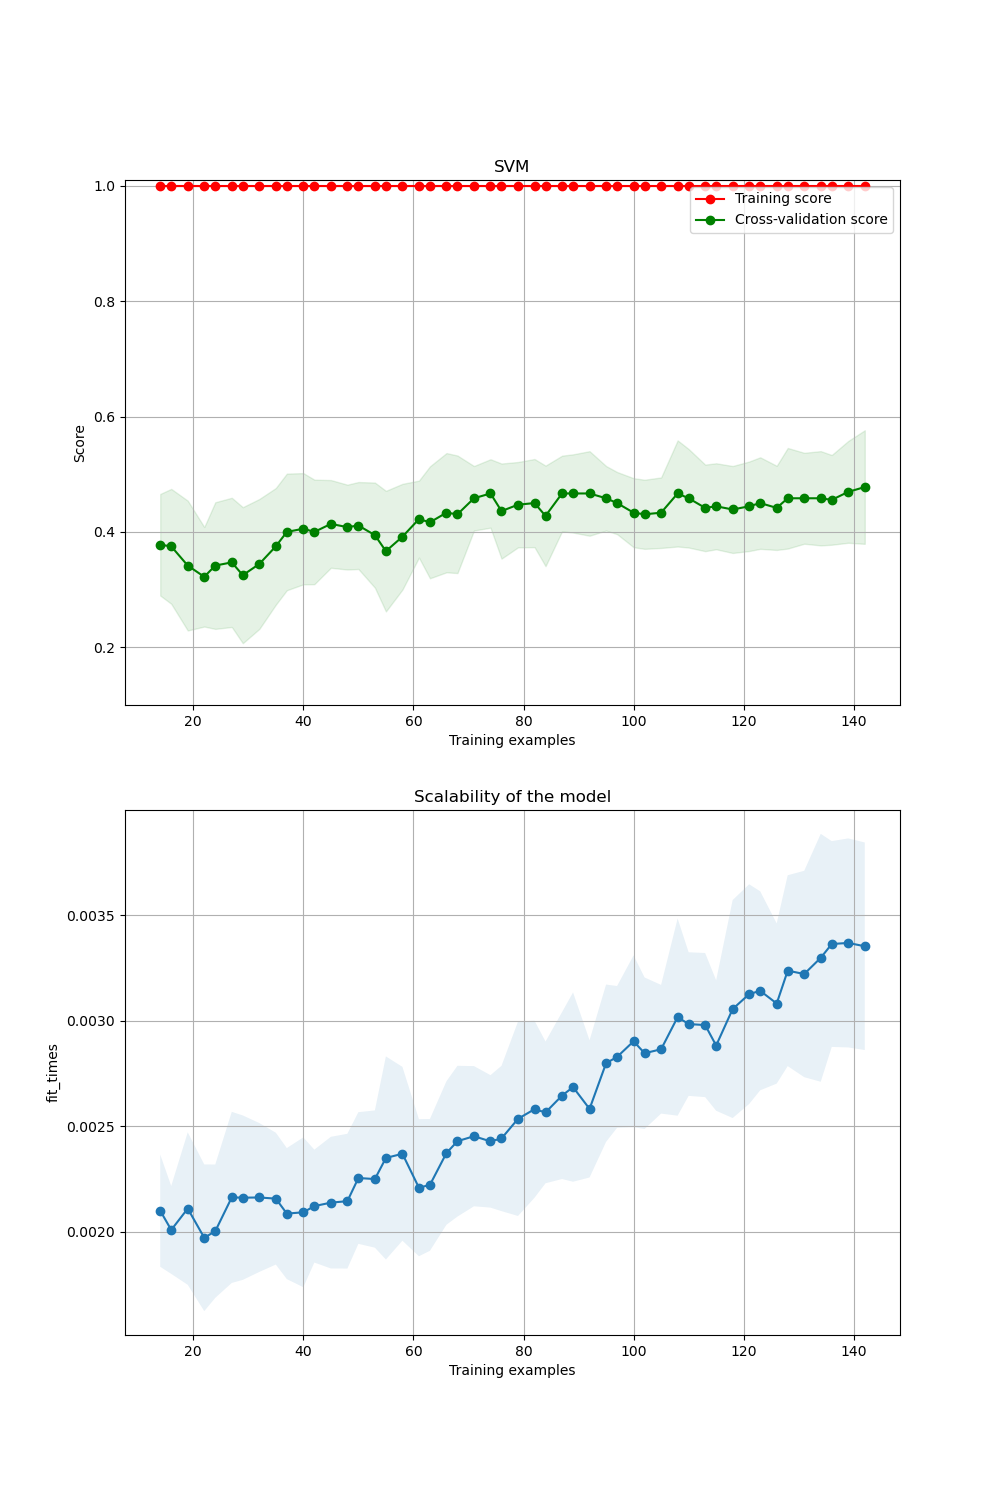 SVM
1.0
0.8
0.6
0.4
0.2
Score
Training score
Cross-validation score
20 40 60 80 100 120 140
Training examples
Scalability of the model
0.0035
0.0030
0.0025
0.0020
fit_times
20 40 60 80 100 120 140
Training examples